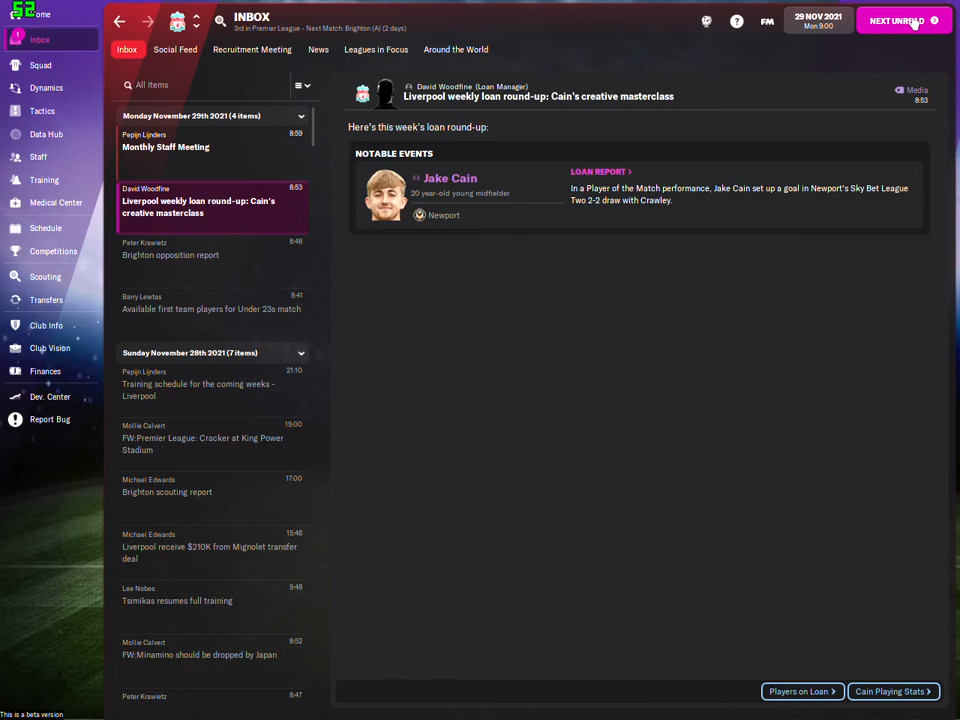 52
Home
INBOX
3rd in Premier League - Next Match: Brighton (A) (2 days)
FM
29 NOV 2021
Mon 9:00
1
Inbox
Squad
Dynamics
Tactics
Data Hub
Staff
Training
Medical Center
Schedule
Competitions
Scouting
Transfers
Club Info
Club Vision
Finances
Dev. Center
Report Bug
This is a beta version
Inbox
Social Feed
Recruitment Meeting
News
Leagues in Focus
Around the World
All Items
Monday November 29th 2021 (4 items)
Pepijn Lijnders
8:59
Monthly Staff Meeting
David Woodfine
8:53
Liverpool weekly loan round-up: Cain's
creative masterclass
Peter Krawietz
8:48
Brighton opposition report
Barry Lewtas
8:41
Available first team players for Under 23s match
Sunday November 28th 2021 (7 items)
Pepijn Lijnders
21:10
Training schedule for the coming weeks -
Liverpool
Mollie Calvert
19:00
FW:Premier League: Cracker at King Power
Stadium
Michael Edwards
17:00
Brighton scouting report
Michael Edwards
15:46
Liverpool receive $210K from Mignolet transfer
deal
Lee Nobes
9:48
Tsimikas resumes full training
Mollie Calvert
8:52
FW:Minamino should be dropped by Japan
Peter Krawietz
8:47
David Woodfine (Loan Manager)
Liverpool weekly loan round-up: Cain's creative masterclass
Media
8:53
Here's this week's loan round-up:
NOTABLE EVENTS
Jake Cain
20 year-old young midfielder
Newport
LOAN REPORT >
In a Player of the Match performance, Jake Cain set up a goal in Newport's Sky Bet League
Two 2-2 draw with Crawley.
Players on Loan >
Cain Playing Stats >